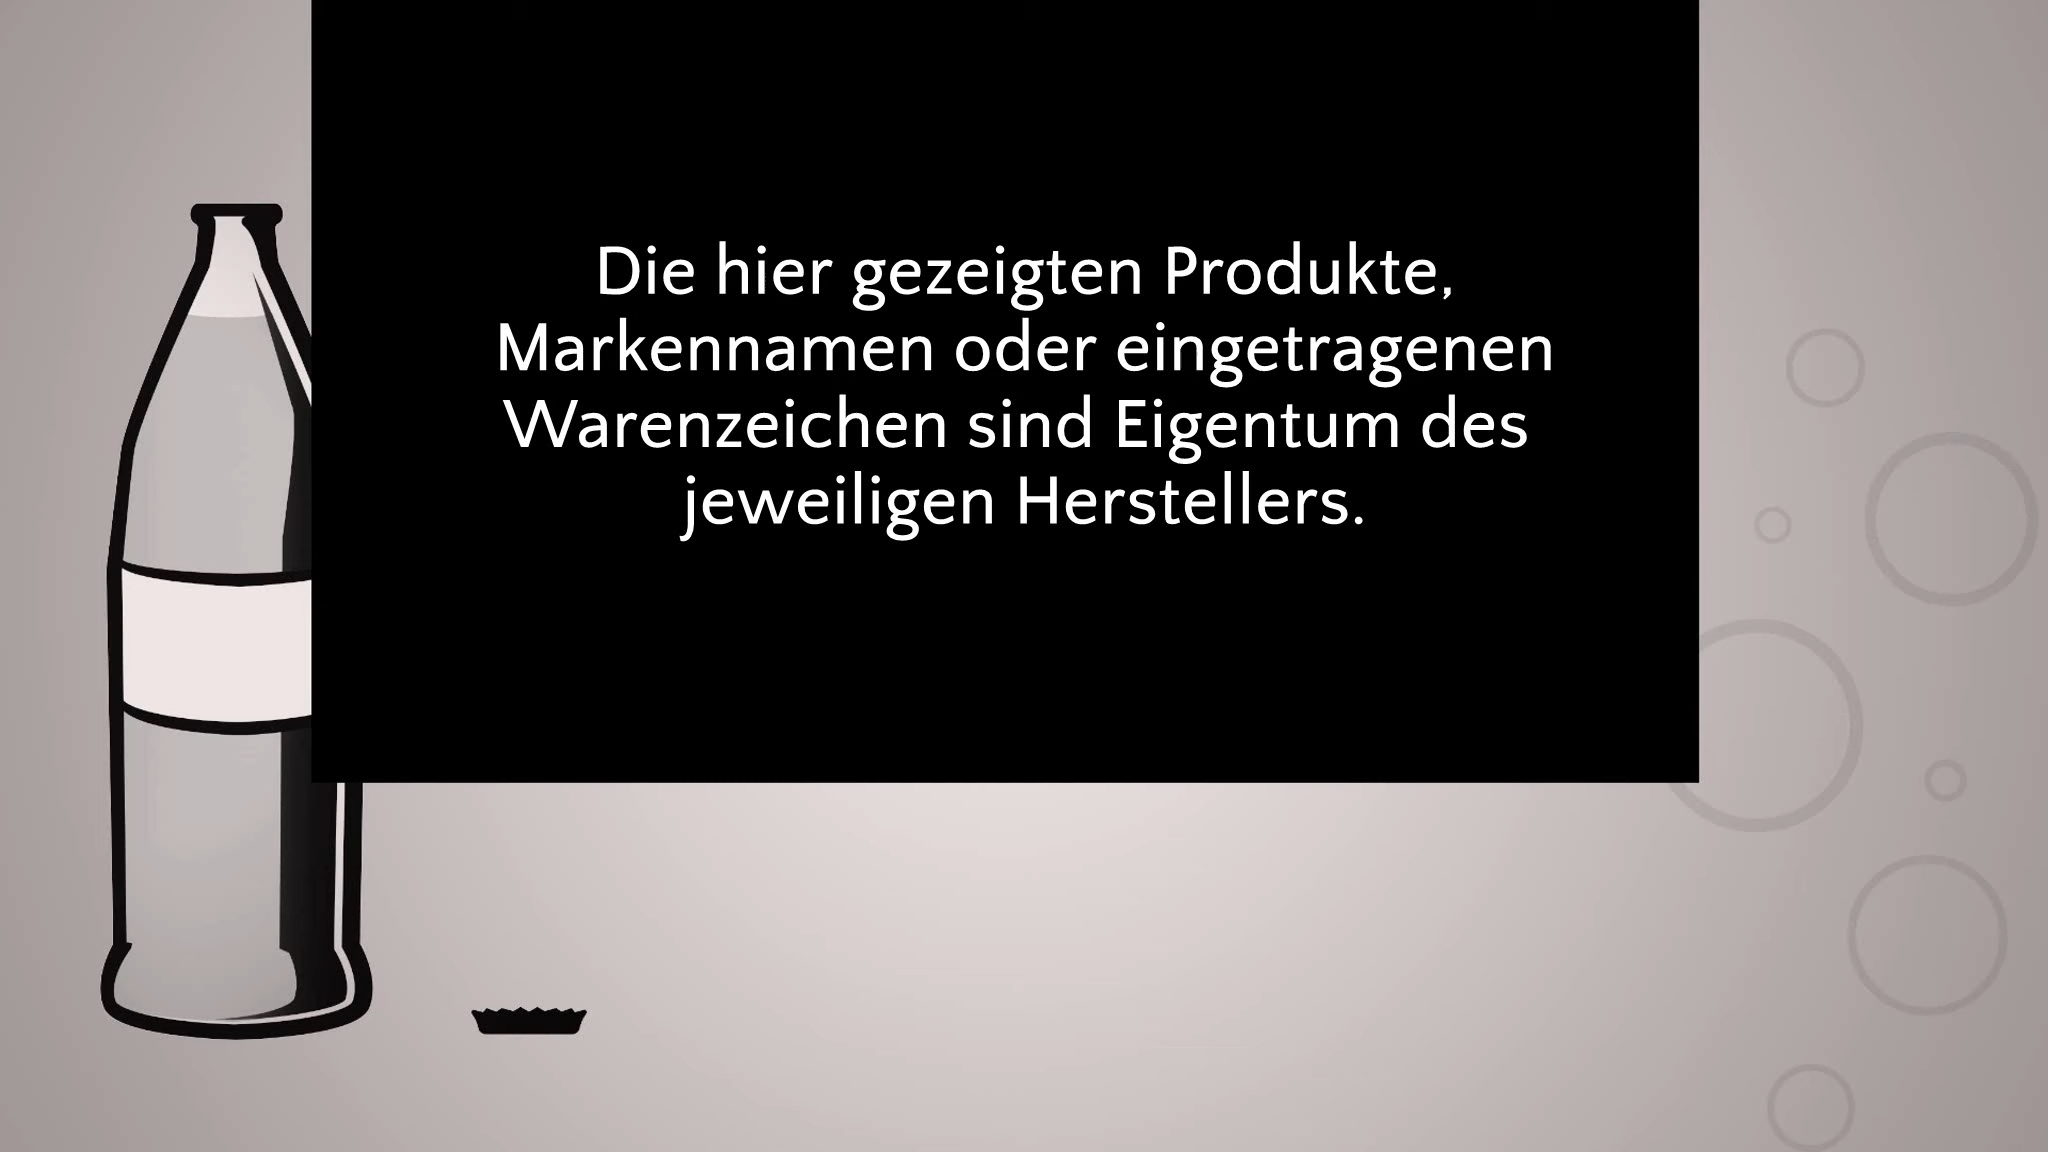 Die hier gezeigten Produkte,
Markennamen oder eingetragenen
Warenzeichen sind Eigentum des
jeweiligen Herstellers.